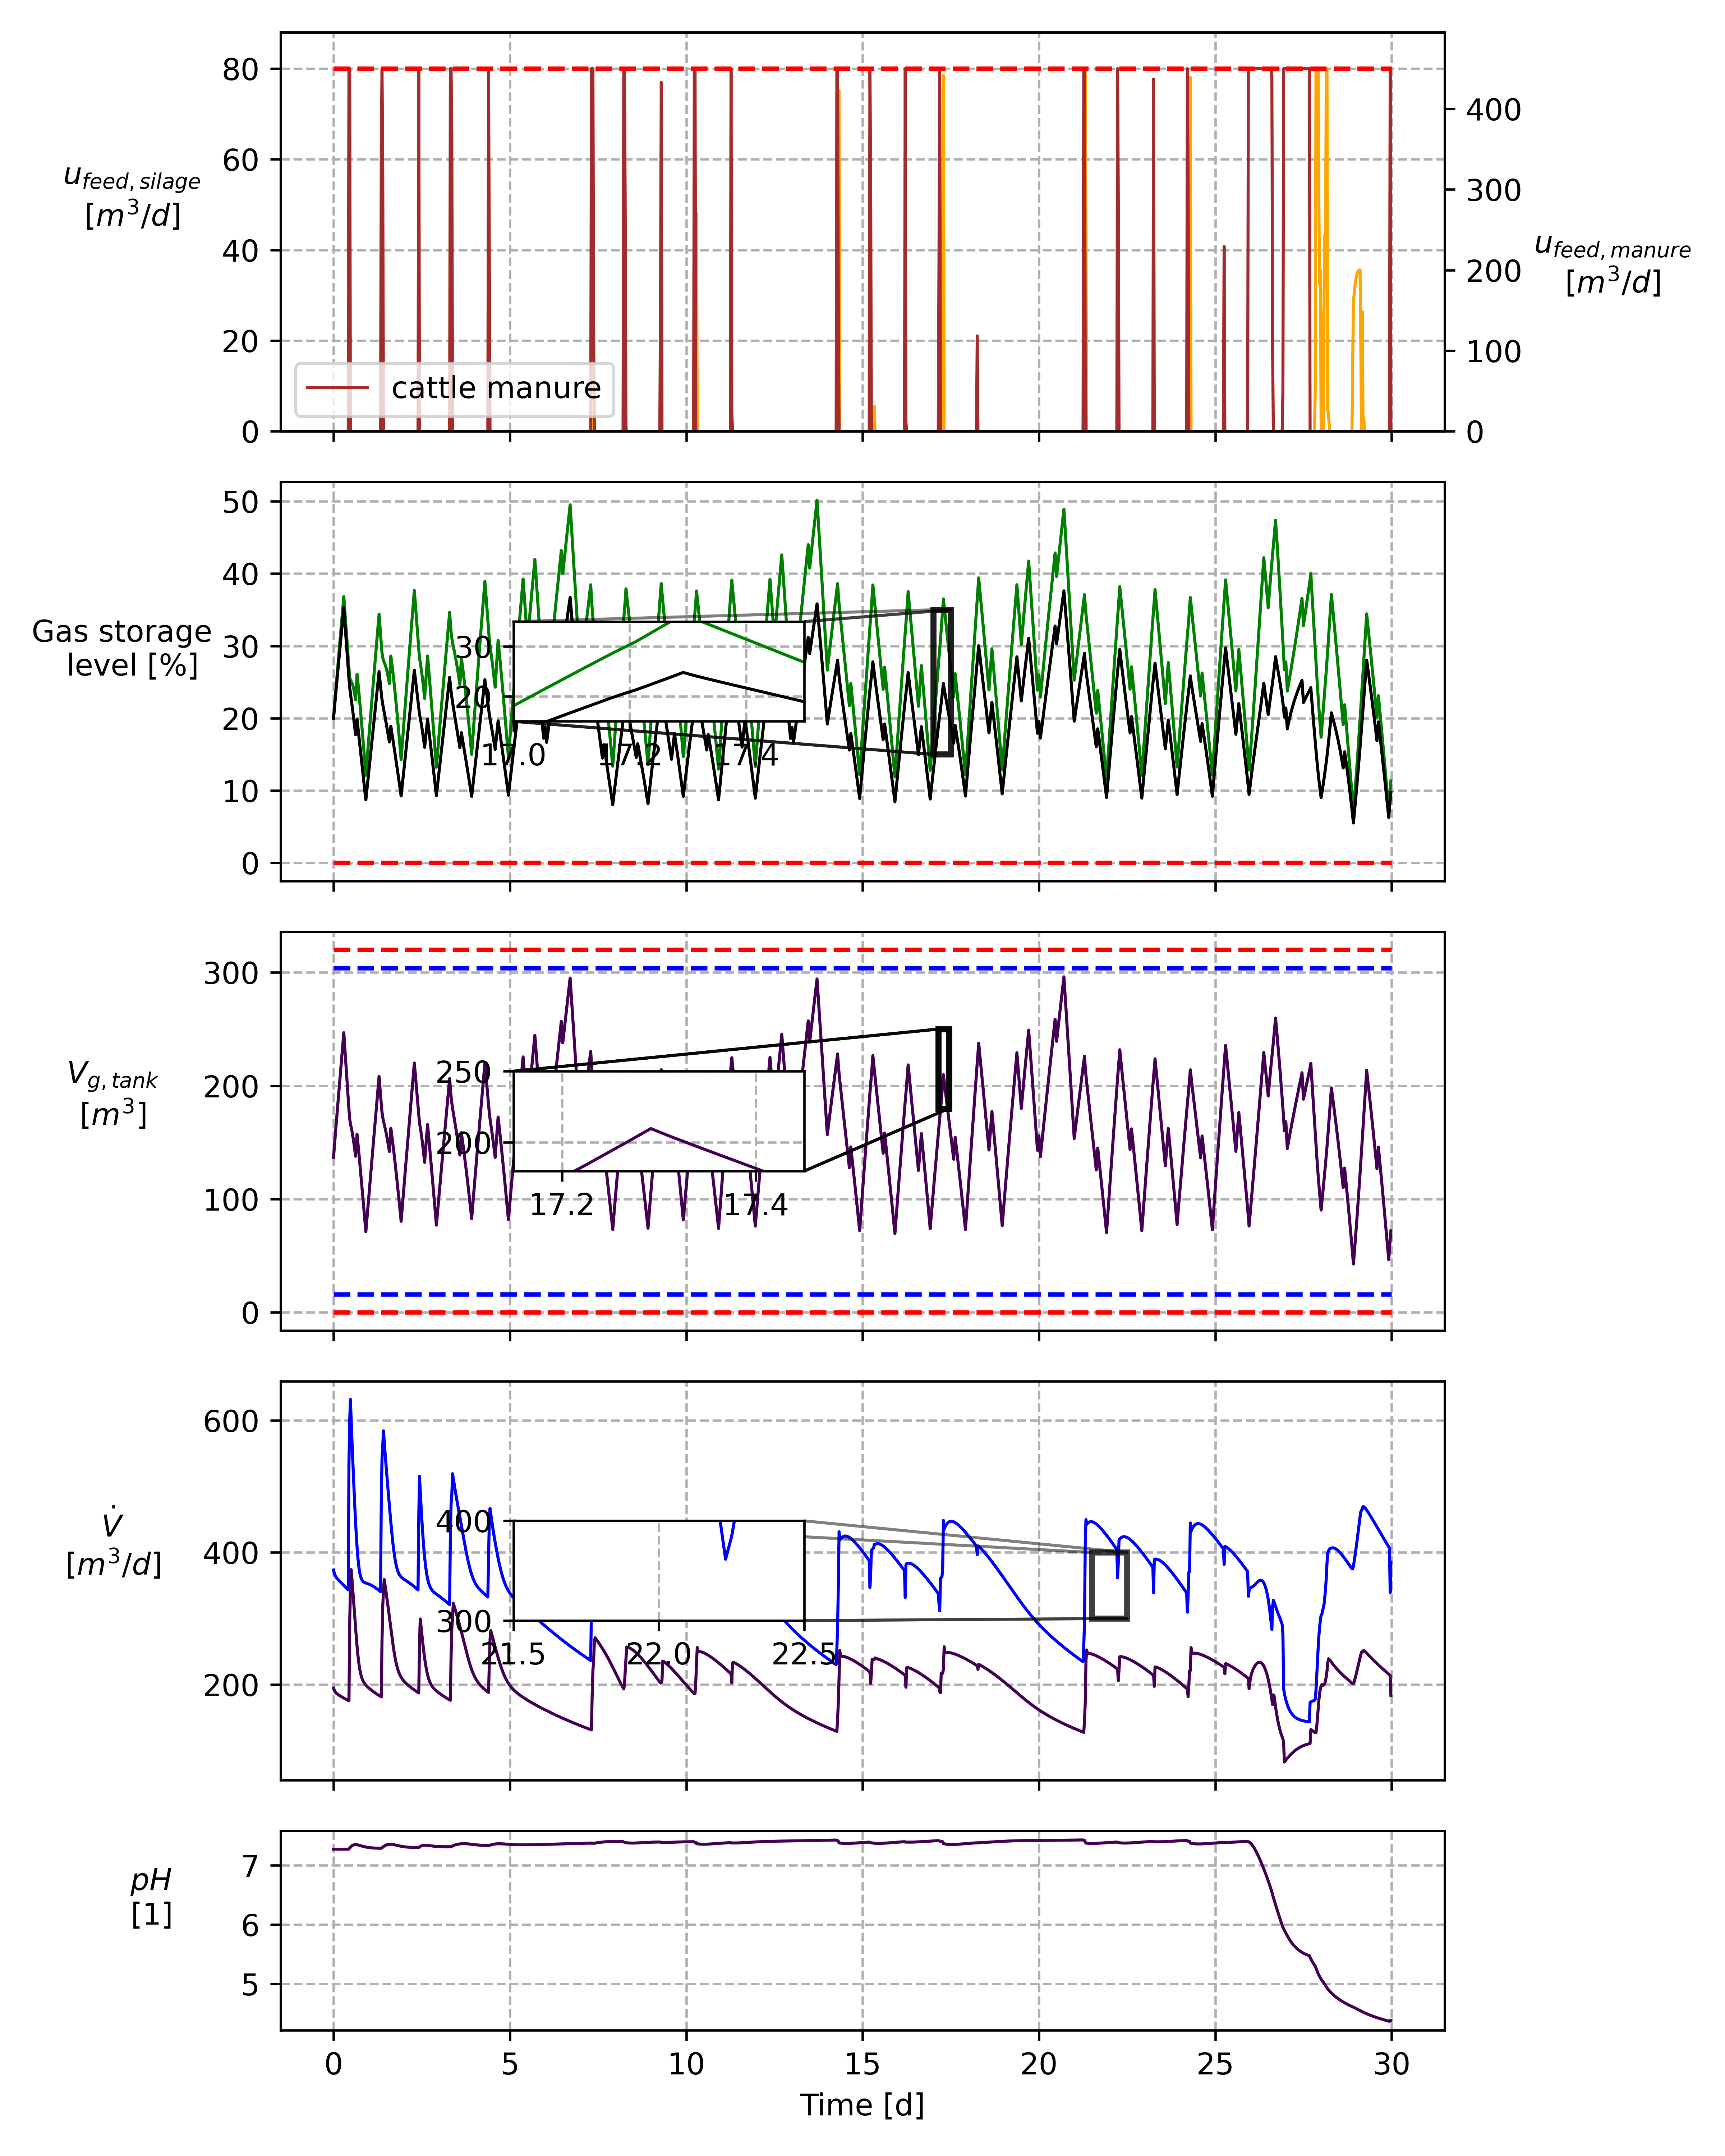 80
60
40
20
0
u_feed,silage
[m³/d]
400
300
200
100
0
u_feed,manure
[m³/d]
cattle manure
50
40
30
20
10
0
Gas storage
level [%]
30
20
17.0 17.2 17.4
300
200
100
0
V_g,tank
[m³]
250
200
17.2 17.4
600
400
200
V̇
[m³/d]
400
300
21.5 22.0 22.5
7
6
5
pH
[1]
0 5 10 15 20 25 30
Time [d]